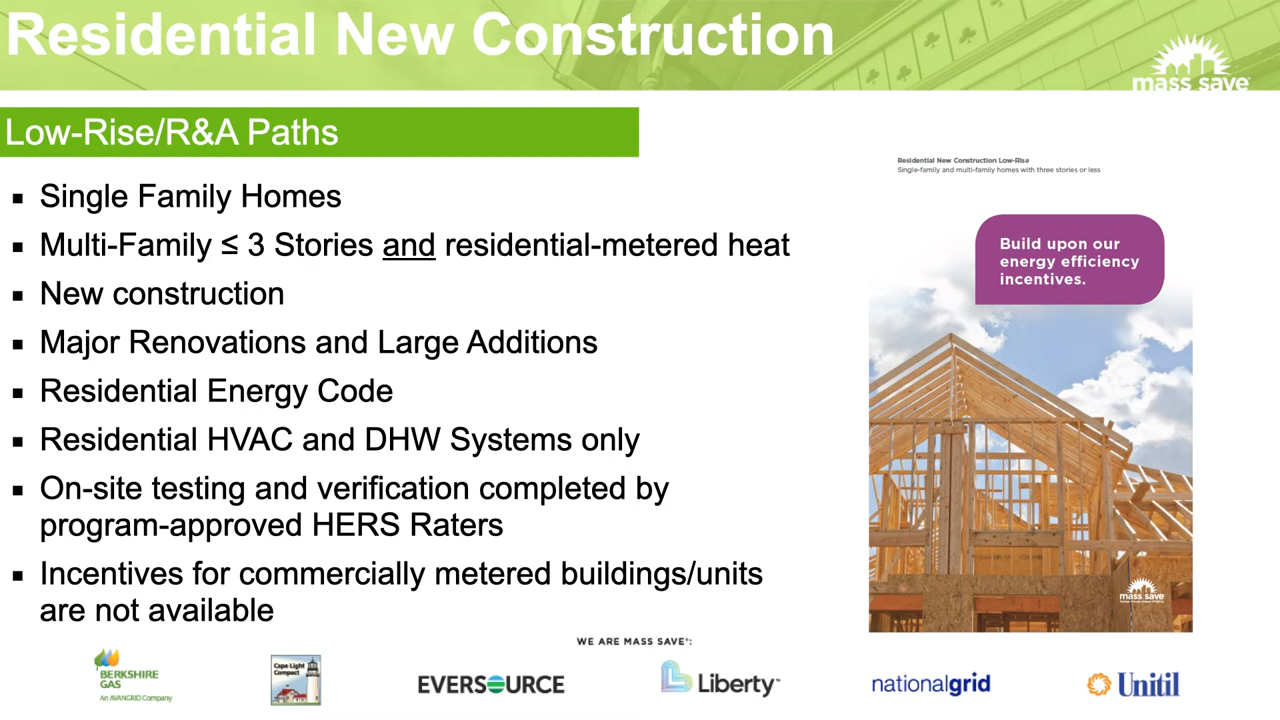 Residential New Construction
mass save
Low-Rise/R&A Paths
▪ Single Family Homes
▪ Multi-Family ≤ 3 Stories and residential-metered heat
▪ New construction
▪ Major Renovations and Large Additions
▪ Residential Energy Code
▪ Residential HVAC and DHW Systems only
▪ On-site testing and verification completed by
program-approved HERS Raters
▪ Incentives for commercially metered buildings/units
are not available
Residential New Construction Low-Rise
Single-family and multi-family homes with three stories or less
Build upon our
energy efficiency
incentives.
mass save
WE ARE MASS SAVE®:
BERKSHIRE
GAS
An AVANGRID Company
Cape Light
Compact
EVERSOURCE
Liberty™
nationalgrid
Unitil